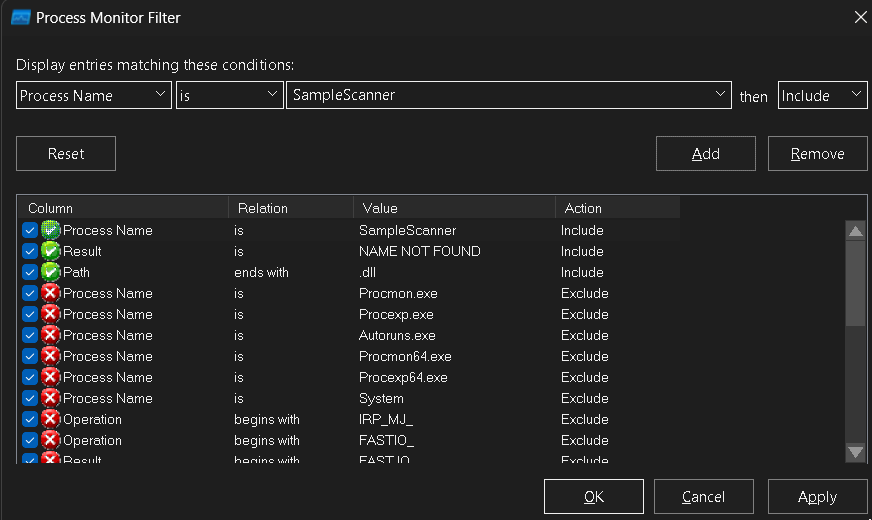 Process Monitor Filter
Display entries matching these conditions:
Process Name is SampleScanner then Include
Reset Add Remove
Column Relation Value Action
Process Name is SampleScanner Include
Result is NAME NOT FOUND Include
Path ends with .dll Include
Process Name is Procmon.exe Exclude
Process Name is Procexp.exe Exclude
Process Name is Autoruns.exe Exclude
Process Name is Procmon64.exe Exclude
Process Name is Procexp64.exe Exclude
Process Name is System Exclude
Operation begins with IRP_MJ_ Exclude
Operation begins with FASTIO_ Exclude
Result begins with FASTIO Exclude
OK Cancel Apply